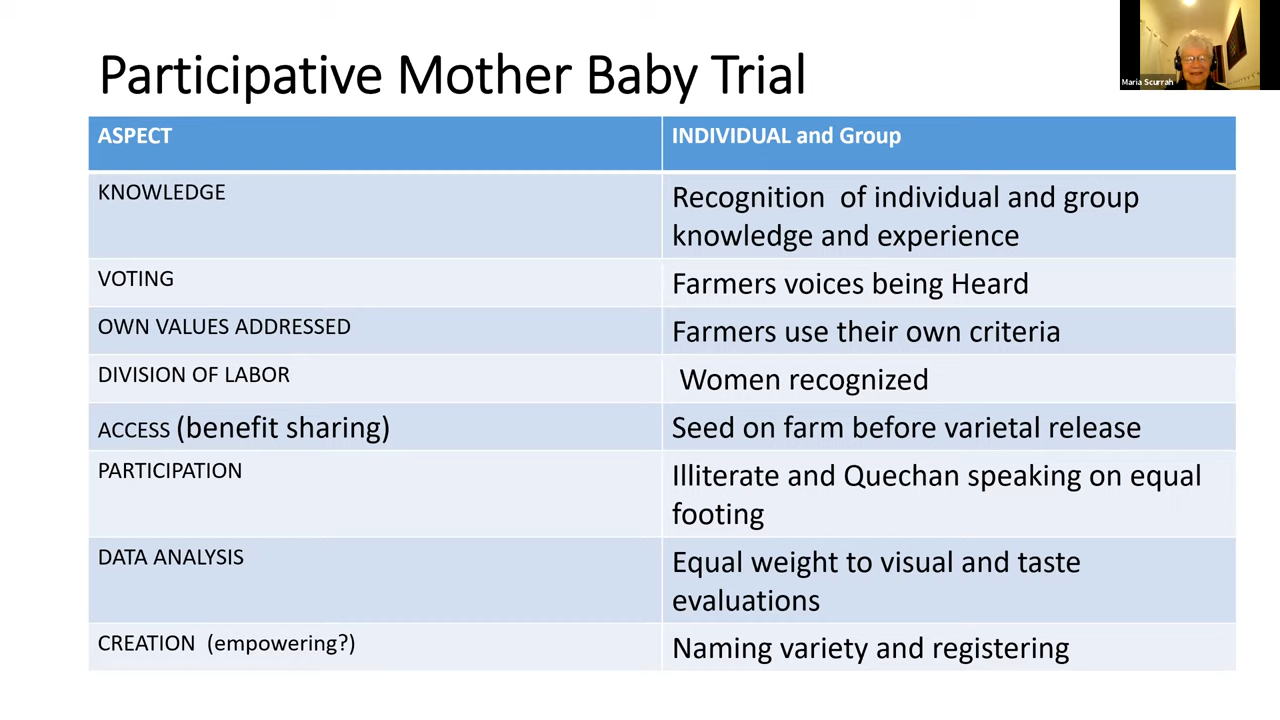 Participative Mother Baby Trial
Maria Scurrah
ASPECT
INDIVIDUAL and Group
KNOWLEDGE
Recognition of individual and group
knowledge and experience
VOTING
Farmers voices being Heard
OWN VALUES ADDRESSED
Farmers use their own criteria
DIVISION OF LABOR
Women recognized
ACCESS (benefit sharing)
Seed on farm before varietal release
PARTICIPATION
Illiterate and Quechan speaking on equal
footing
DATA ANALYSIS
Equal weight to visual and taste
evaluations
CREATION (empowering?)
Naming variety and registering